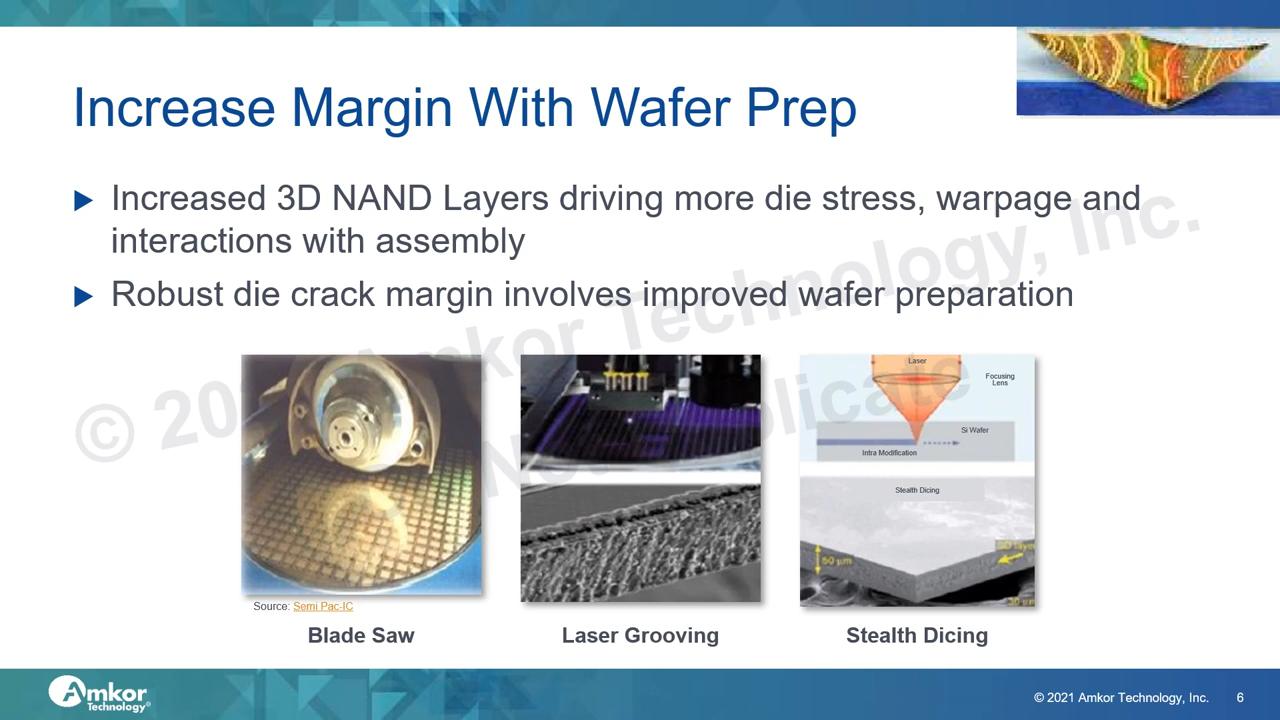 Increase Margin With Wafer Prep
Increased 3D NAND Layers driving more die stress, warpage and
interactions with assembly
Robust die crack margin involves improved wafer preparation
Laser
Focusing
Lens
Si Wafer
Intra Modification
Stealth Dicing
50 µm
SD layer
Source: Semi Pac-IC
Blade Saw
Laser Grooving
Stealth Dicing
Amkor
Technology®
© 2021 Amkor Technology, Inc.
6